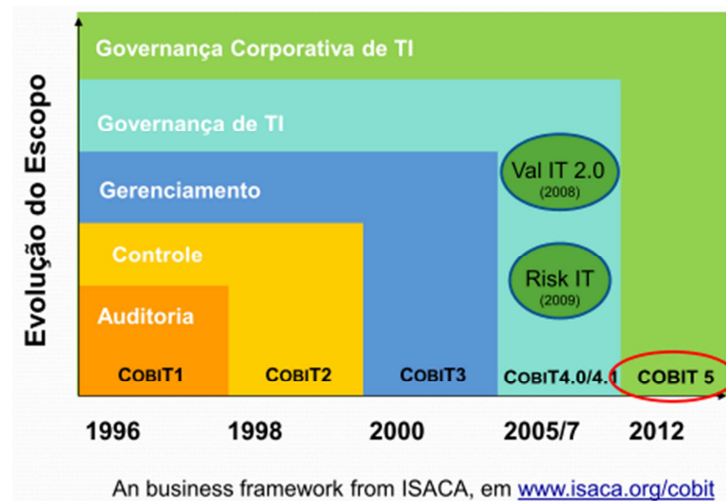 Evolução do Escopo
Governança Corporativa de TI
Governança de TI
Val IT 2.0
(2008)
Gerenciamento
Controle
Risk IT
(2009)
Auditoria
COBIT1
COBIT2
COBIT3
COBIT4.0/4.1
COBIT 5
1996
1998
2000
2005/7
2012
An business framework from ISACA, em www.isaca.org/cobit